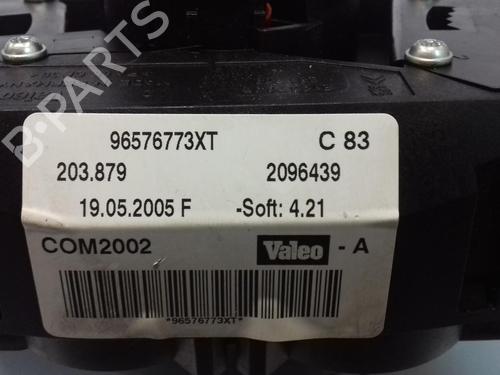 B-PARTS
96576773XT C 83
203.879 2096439
19.05.2005 F -Soft: 4.21
COM2002 Valeo - A
*96576773XT*